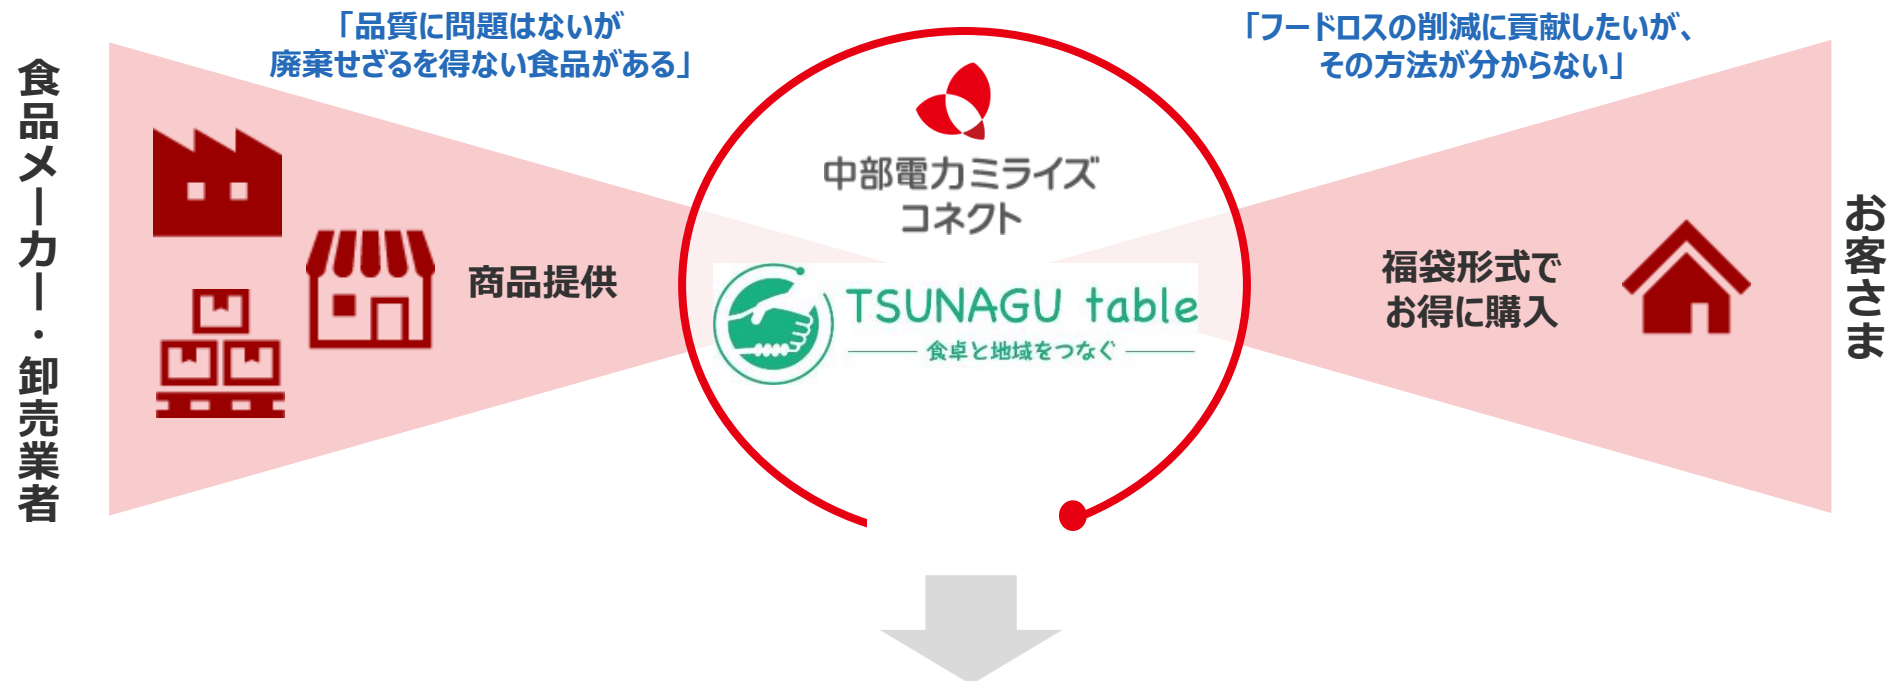 食品メーカー・卸売業者
「品質に問題はないが
廃棄せざるを得ない食品がある」
商品提供
中部電力ミライズ
コネクト
TSUNAGU table
食卓と地域をつなぐ
「フードロスの削減に貢献したいが、
その方法が分からない」
福袋形式で
お得に購入
お客さま